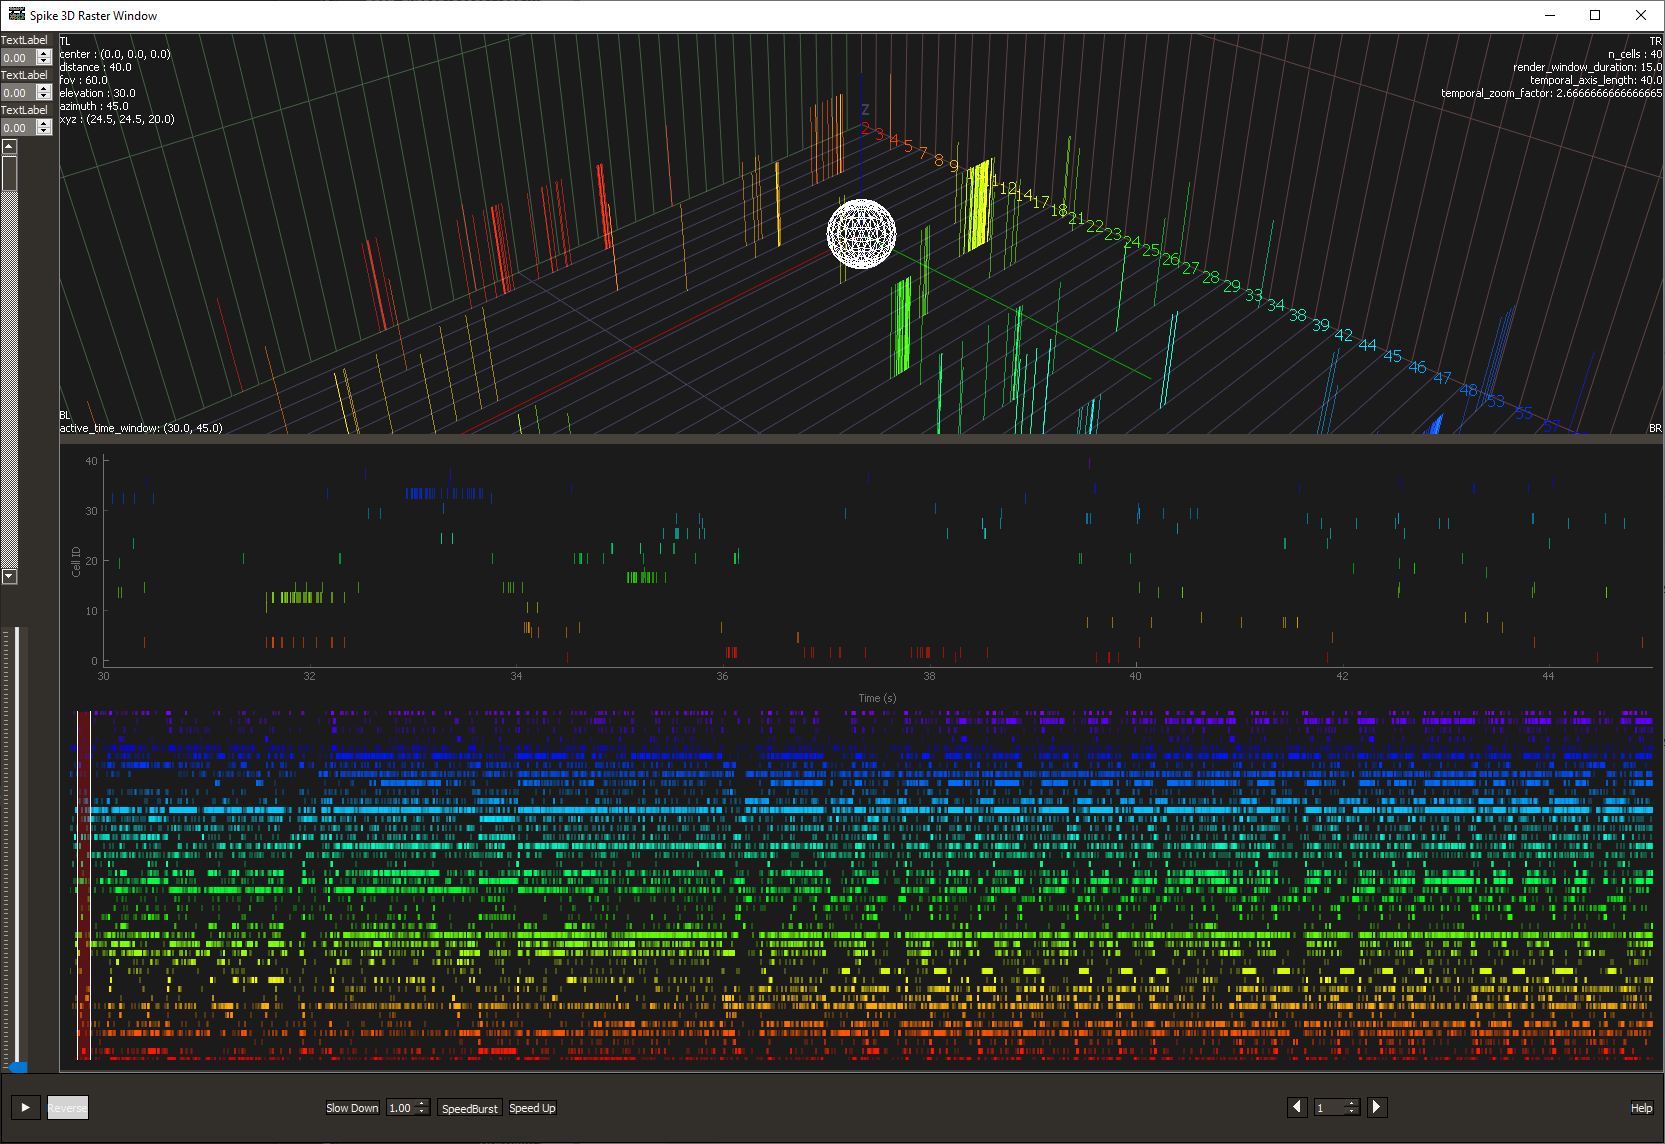 Spike 3D Raster Window
TextLabel
0.00
TextLabel
0.00
TextLabel
0.00
TL
center : (0.0, 0.0, 0.0)
distance : 40.0
fov : 60.0
elevation : 30.0
azimuth : 45.0
xyz : (24.5, 24.5, 20.0)
TR
n_cells : 40
render_window_duration: 15.0
temporal_axis_length: 40.0
temporal_zoom_factor: 2.6666666666666665
Z
2 3 4 5 7 8 9 11 12 14 17 18 21 22 23 24 25 26 27 28 29 33 34 38 39 42 44 45 46 47 48 53 55 57
BL
active_time_window: (30.0, 45.0)
BR
40
30
20
10
0
Cell ID
30 32 34 36 38 40 42 44
Time (s)
Reverse
Slow Down
1.00
SpeedBurst
Speed Up
1
Help